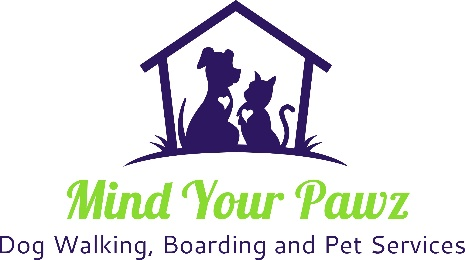 Mind Your Pawz
Dog Walking, Boarding and Pet Services